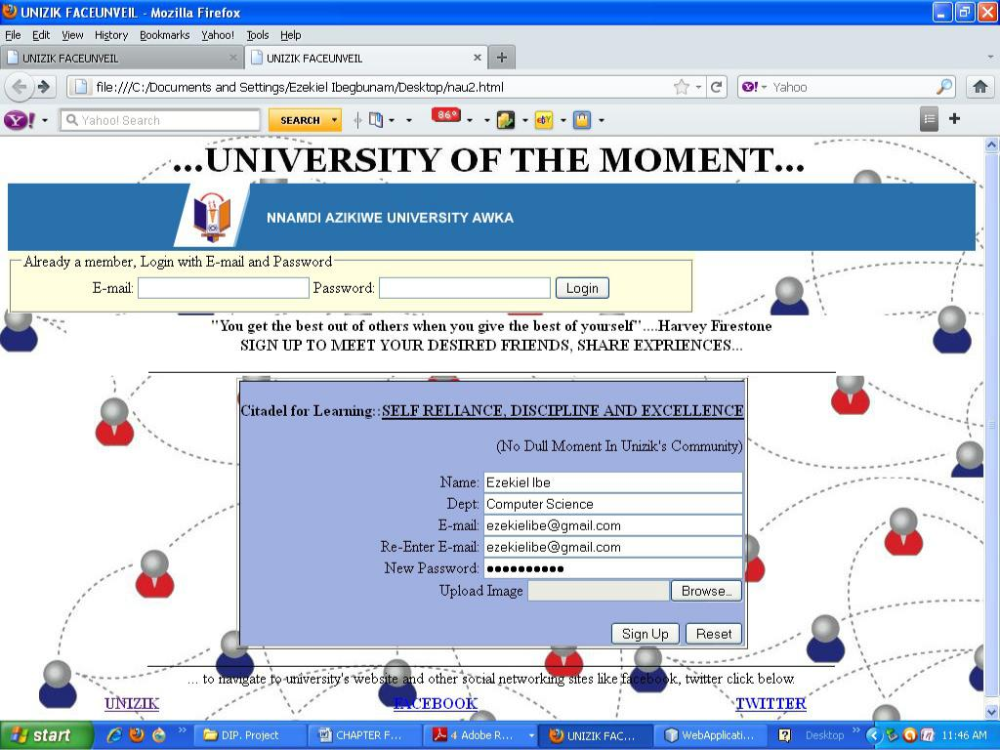 UNIZIK FACEUNVEIL - Mozilla Firefox
File Edit View History Bookmarks Yahoo! Tools Help
UNIZIK FACEUNVEIL UNIZIK FACEUNVEIL
file:///C:/Documents and Settings/Ezekiel Ibegbunam/Desktop/nau2.html Y! Yahoo
Y! Yahoo! Search SEARCH 86° eBY
...UNIVERSITY OF THE MOMENT...
NNAMDI AZIKIWE UNIVERSITY AWKA
Already a member, Login with E-mail and Password
E-mail: Password: Login
"You get the best out of others when you give the best of yourself"....Harvey Firestone
SIGN UP TO MEET YOUR DESIRED FRIENDS, SHARE EXPRIENCES...
Citadel for Learning::SELF RELIANCE, DISCIPLINE AND EXCELLENCE
(No Dull Moment In Unizik's Community)
Name: Ezekiel Ibe
Dept: Computer Science
E-mail: ezekielibe@gmail.com
Re-Enter E-mail: ezekielibe@gmail.com
New Password: ●●●●●●●●●●
Upload Image Browse...
Sign Up Reset
... to navigate to university's website and other social networking sites like facebook, twitter click below
UNIZIK FACEBOOK TWITTER
start DIP. Project CHAPTER F... 4 Adobe R... UNIZIK FAC... WebApplicati... Desktop 11:46 AM